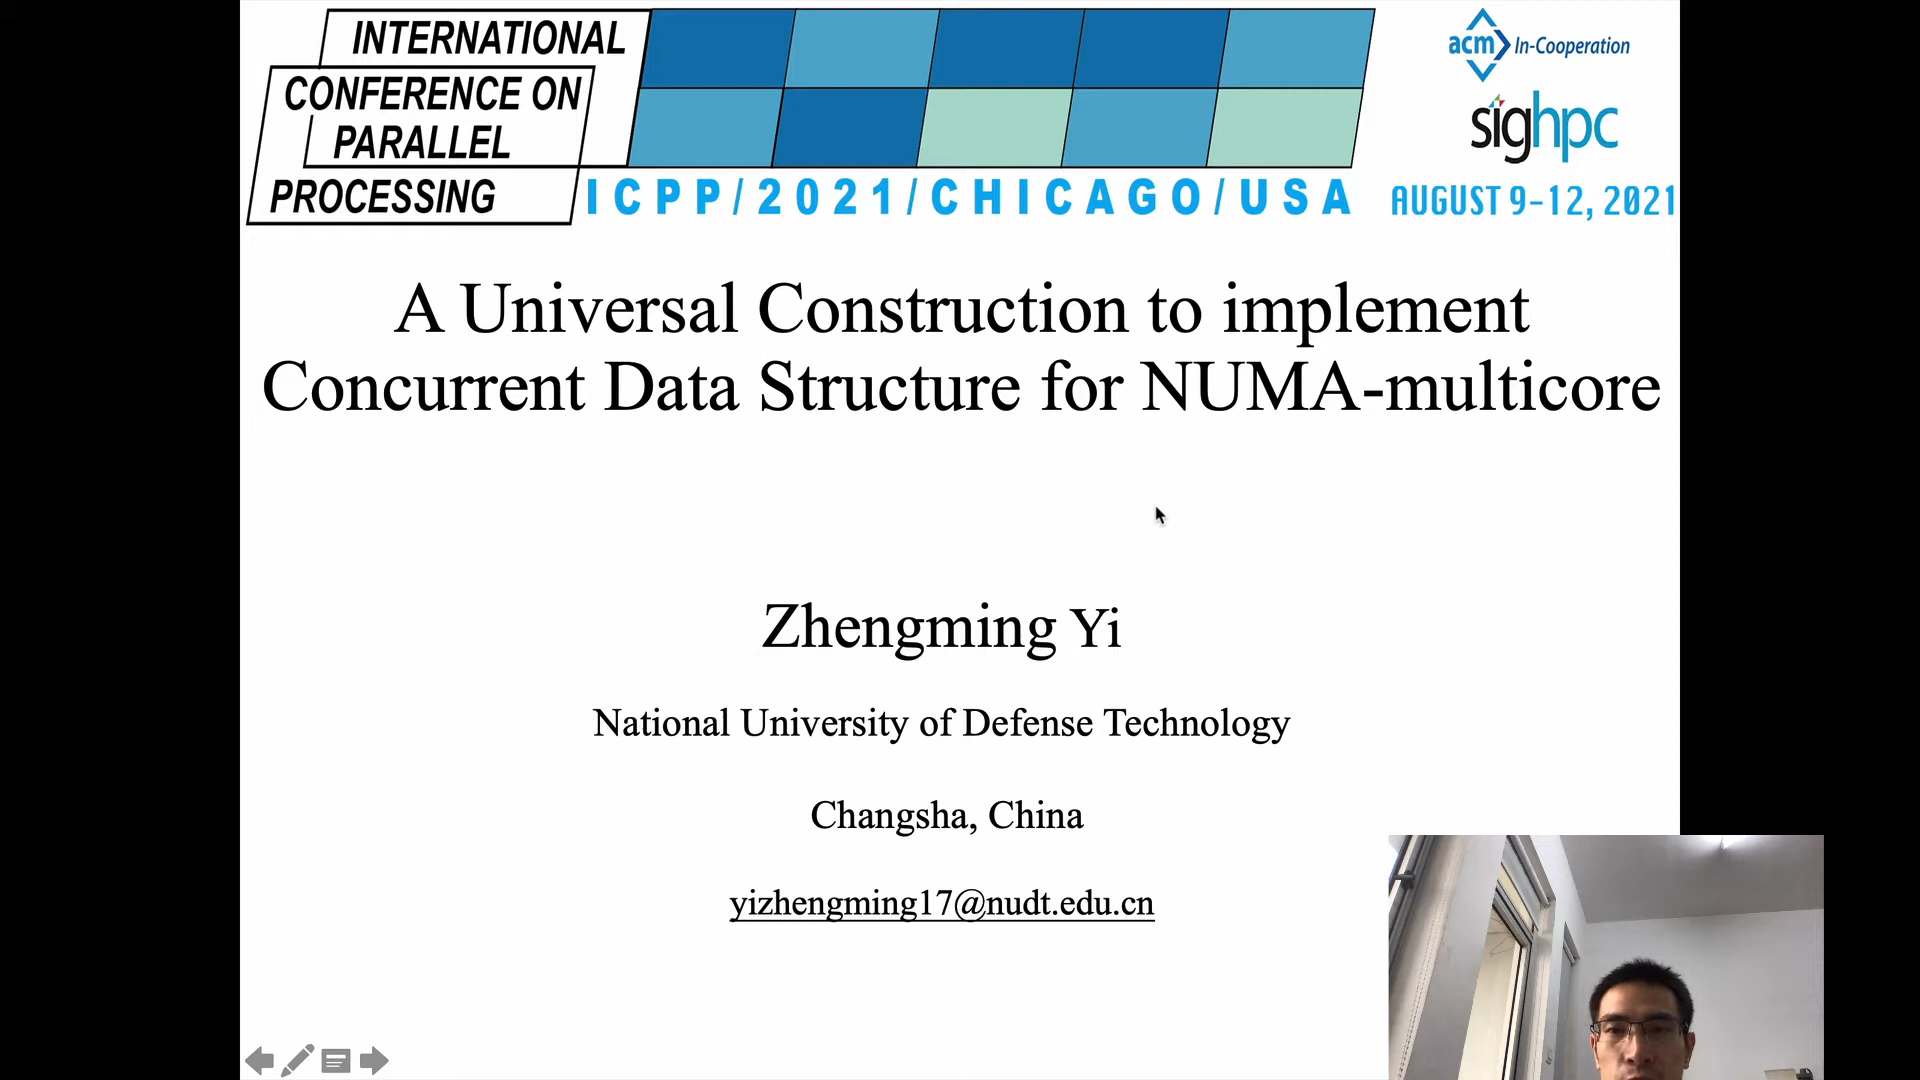 INTERNATIONAL
CONFERENCE ON
PARALLEL
PROCESSING
ICPP/2021/CHICAGO/USA
acm In-Cooperation
sighpc
AUGUST 9-12, 2021
A Universal Construction to implement
Concurrent Data Structure for NUMA-multicore
Zhengming Yi
National University of Defense Technology
Changsha, China
yizhengming17@nudt.edu.cn